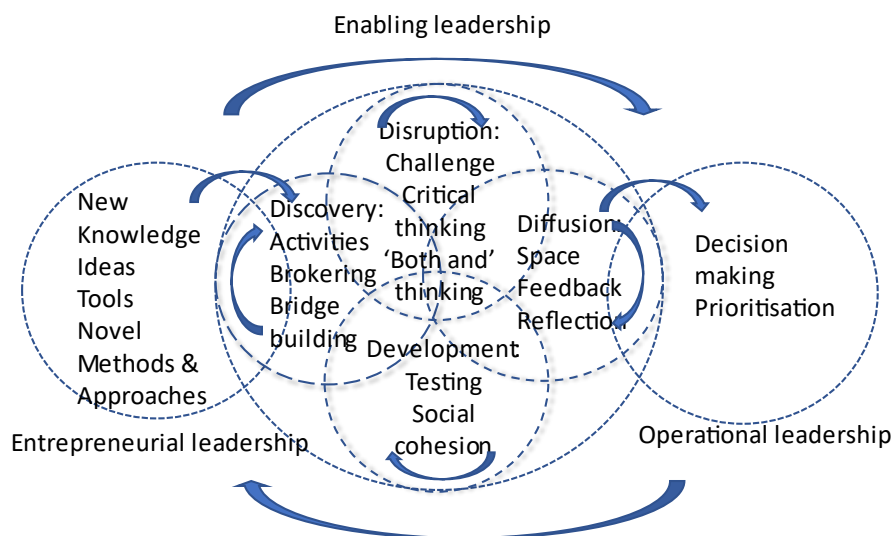 Enabling leadership
New
Knowledge
Ideas
Tools
Novel
Methods &
Approaches
Entrepreneurial leadership
Discovery:
Activities
Brokering
Bridge
building
Disruption:
Challenge
Critical
thinking
‘Both and’
thinking
Development:
Testing
Social
cohesion
Diffusion:
Space
Feedback
Reflection
Decision
making
Prioritisation
Operational leadership